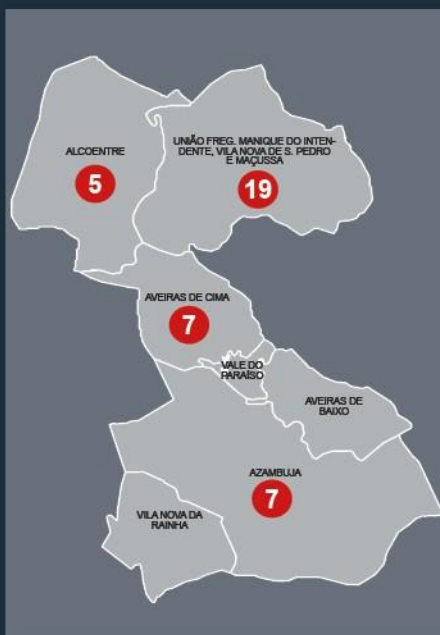 ALCOENTRE
5
UNIÃO FREG. MANIQUE DO INTEN-
DENTE, VILA NOVA DE S. PEDRO
E MAÇUSSA
19
AVEIRAS DE CIMA
7
VALE DO
PARAÍSO
AVEIRAS DE
BAIXO
AZAMBUJA
7
VILA NOVA DA
RAINHA